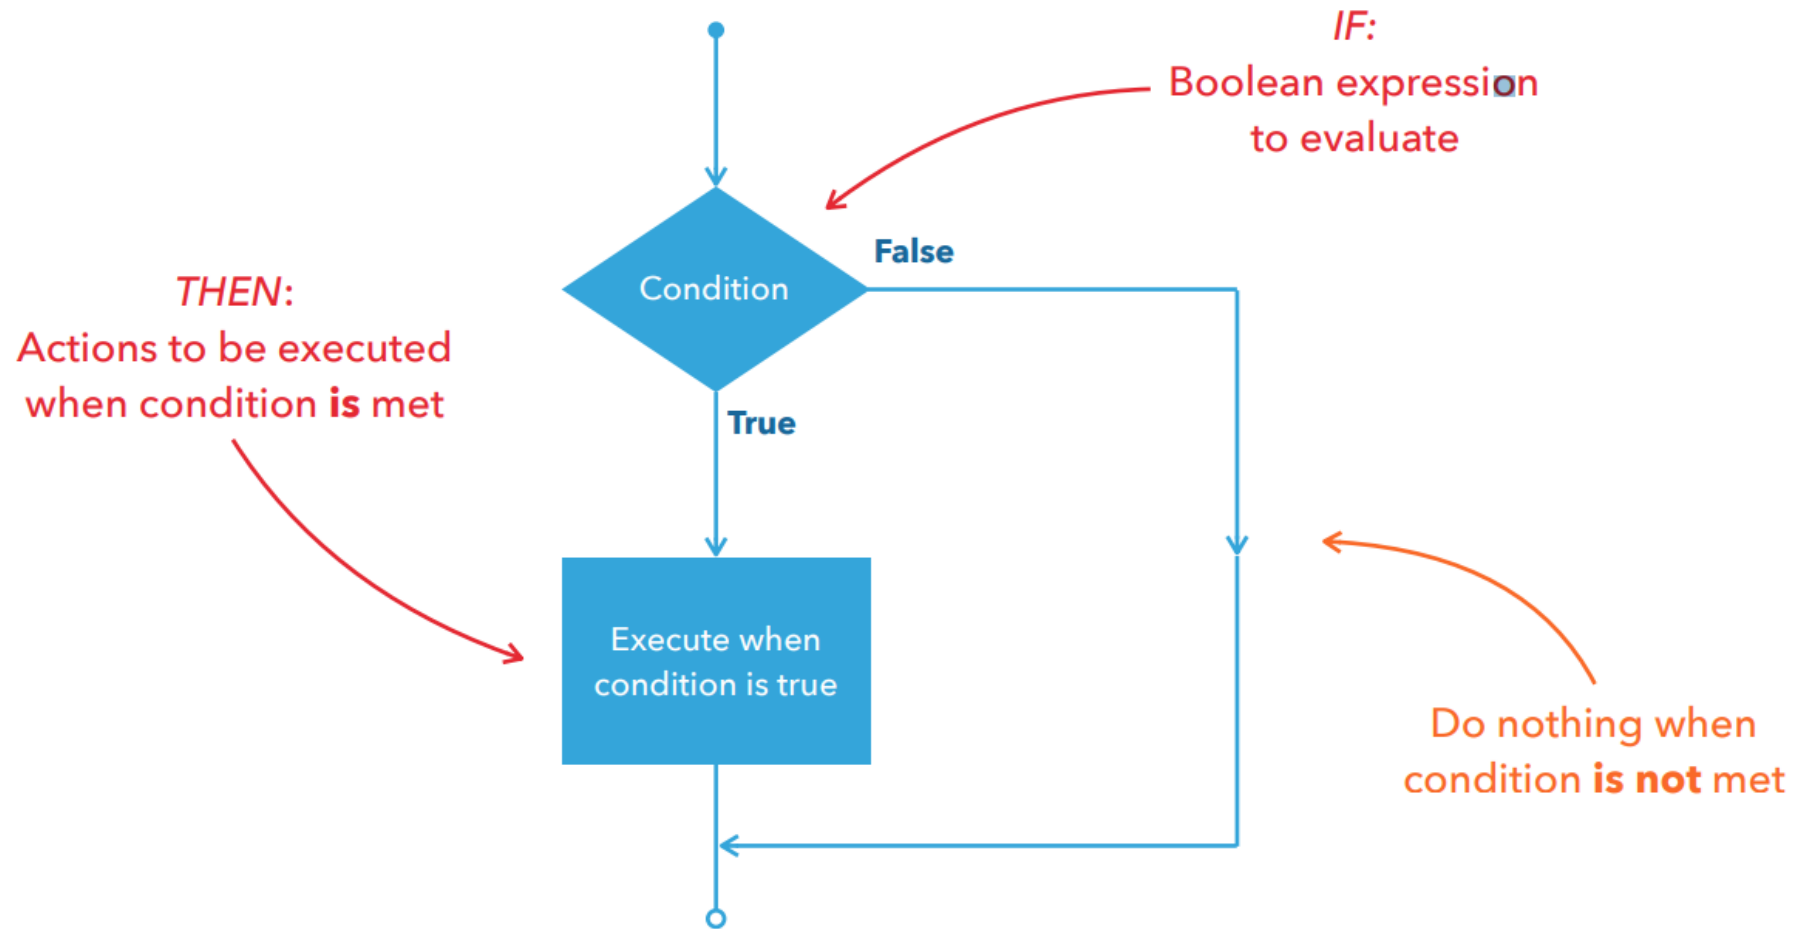 IF:
Boolean expression
to evaluate
False
Condition
THEN:
Actions to be executed
when condition is met
True
Execute when
condition is true
Do nothing when
condition is not met